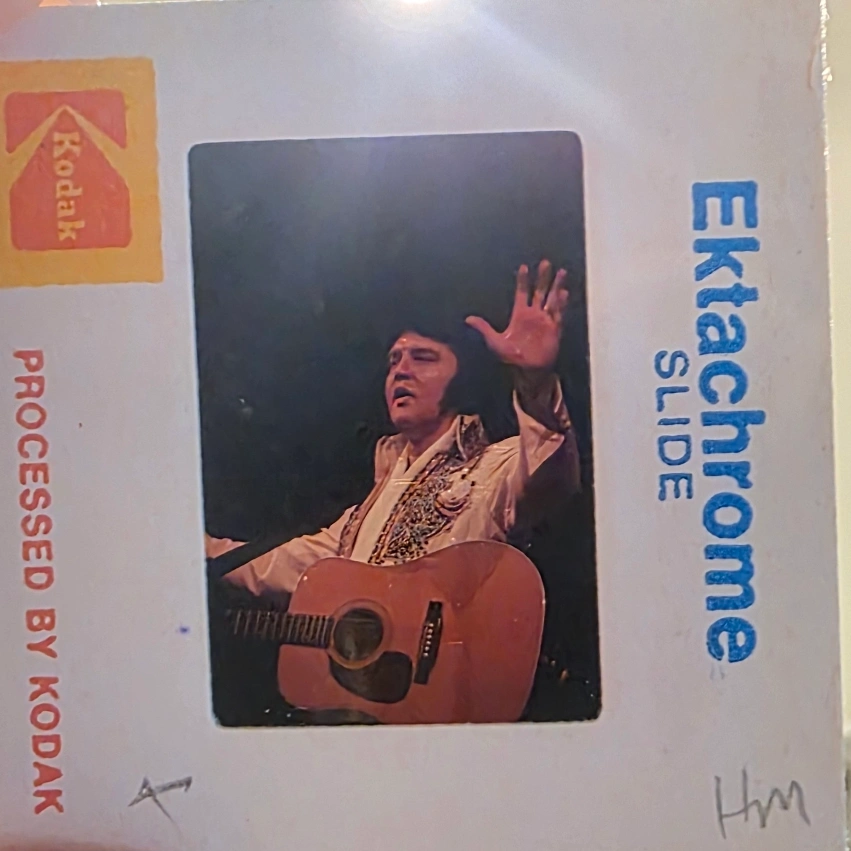 Kodak
PROCESSED BY KODAK
Ektachrome
SLIDE
HM